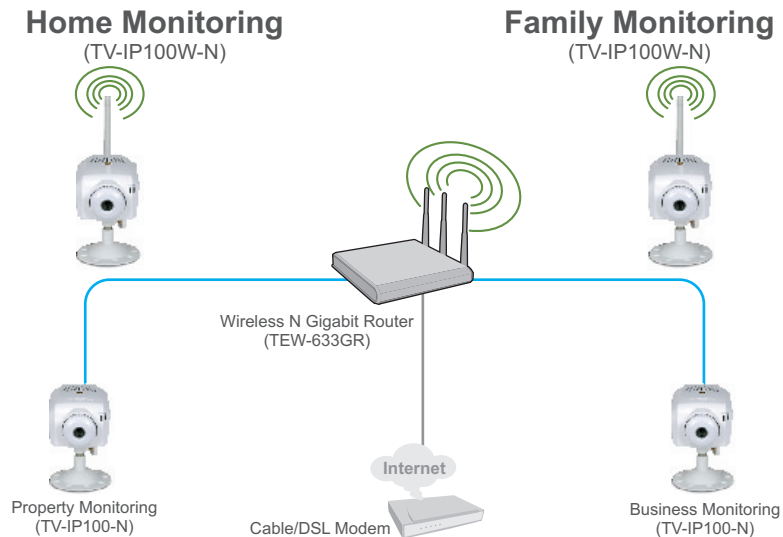 Home Monitoring
(TV-IP100W-N)
Family Monitoring
(TV-IP100W-N)
Wireless N Gigabit Router
(TEW-633GR)
Internet
Property Monitoring
(TV-IP100-N)
Cable/DSL Modem
Business Monitoring
(TV-IP100-N)